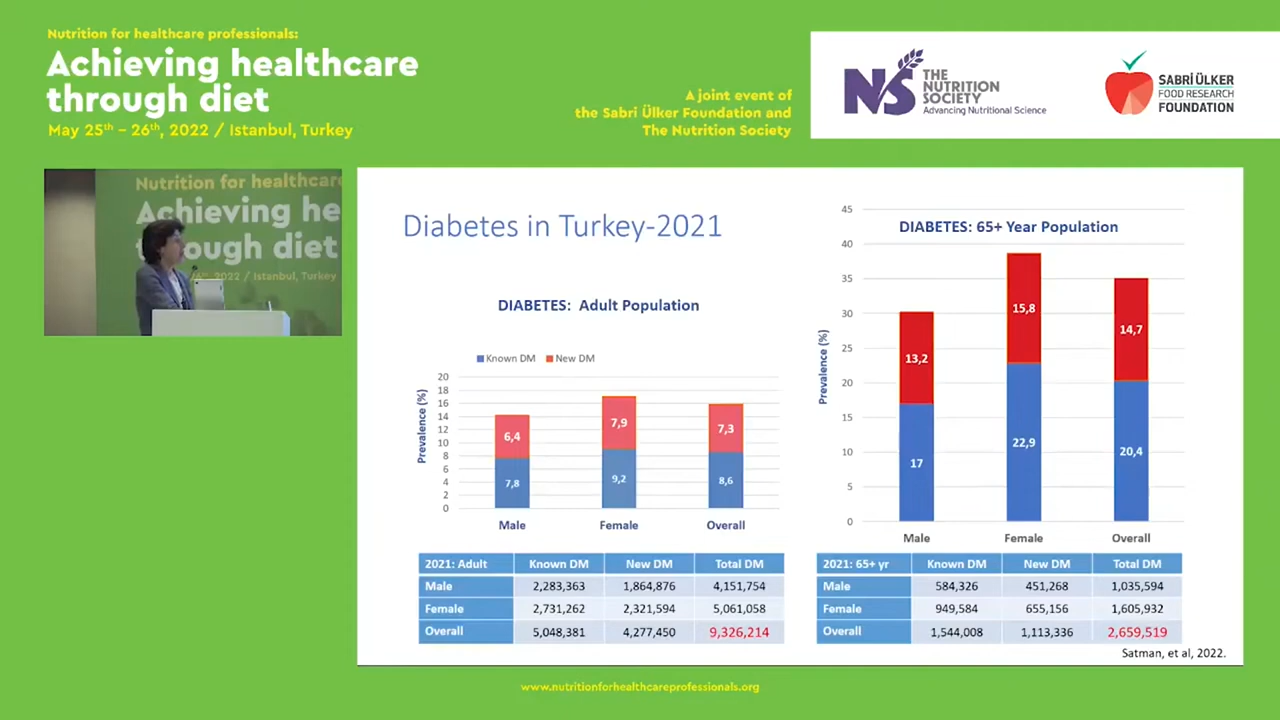 Nutrition for healthcare professionals:
Achieving healthcare
through diet
May 25th – 26th, 2022 / Istanbul, Turkey
A joint event of
the Sabri Ülker Foundation and
The Nutrition Society
NS
THE
NUTRITION
SOCIETY
Advancing Nutritional Science
SABRİ ÜLKER
FOOD RESEARCH
FOUNDATION
Nutrition for healthcare
Achieving he
through diet
2022 / Istanbul, Turkey
Diabetes in Turkey-2021
DIABETES: Adult Population
Known DM New DM
Prevalence (%)
20
18
16
14
12
10
8
6
4
2
0
6,4
7,9
7,3
7,8
9,2
8,6
Male Female Overall
2021: Adult Known DM New DM Total DM
Male 2,283,363 1,864,876 4,151,754
Female 2,731,262 2,321,594 5,061,058
Overall 5,048,381 4,277,450 9,326,214
DIABETES: 65+ Year Population
Prevalence (%)
45
40
35
30
25
20
15
10
5
0
13,2
15,8
14,7
17
22,9
20,4
Male Female Overall
2021: 65+ yr Known DM New DM Total DM
Male 584,326 451,268 1,035,594
Female 949,584 655,156 1,605,932
Overall 1,544,008 1,113,336 2,659,519
Satman, et al, 2022.
www.nutritionforhealthcareprofessionals.org